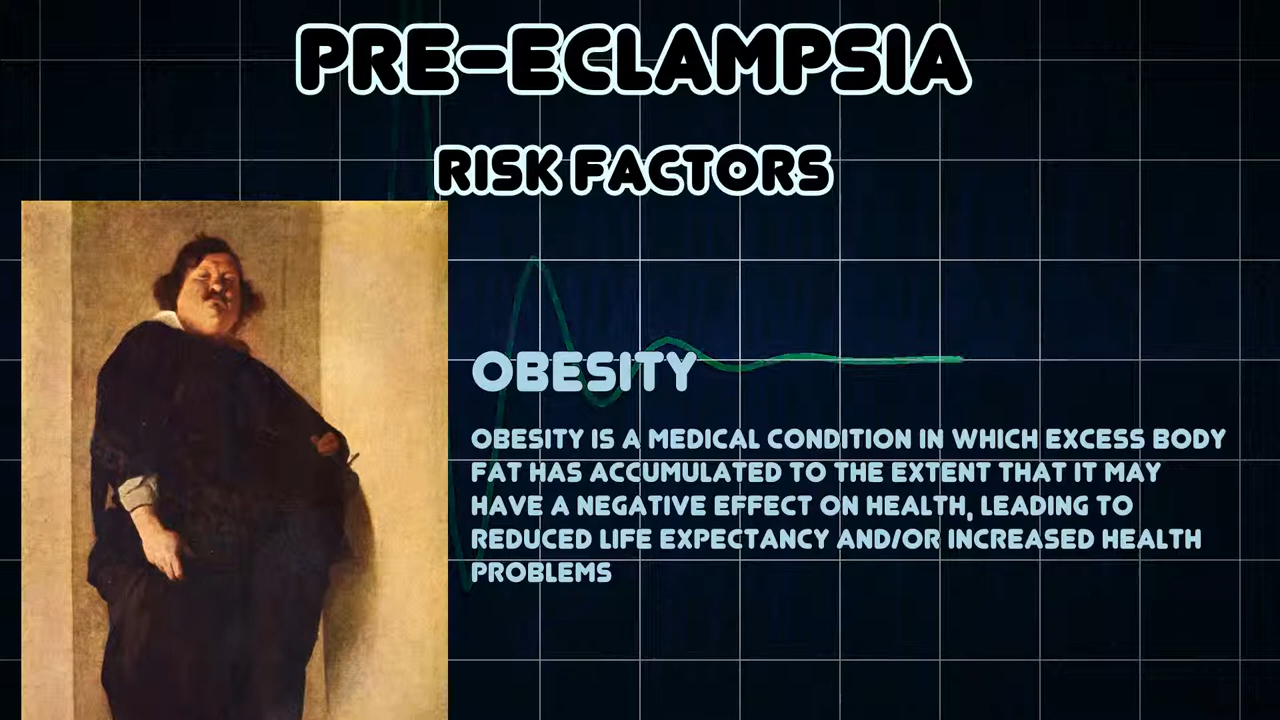 PRE-ECLAMPSIA
RISK FACTORS
OBESITY
OBESITY IS A MEDICAL CONDITION IN WHICH EXCESS BODY
FAT HAS ACCUMULATED TO THE EXTENT THAT IT MAY
HAVE A NEGATIVE EFFECT ON HEALTH, LEADING TO
REDUCED LIFE EXPECTANCY AND/OR INCREASED HEALTH
PROBLEMS